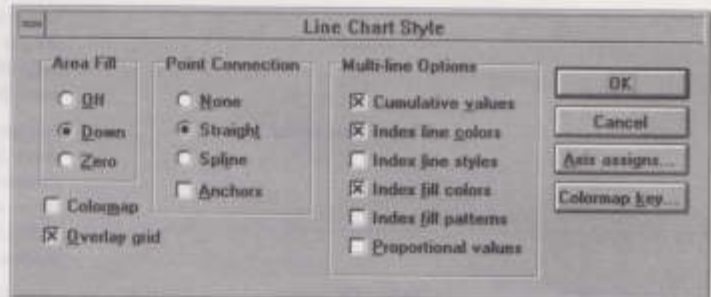 Line Chart Style
Area Fill
Off
Down
Zero
Colormap
Overlay grid
Point Connection
None
Straight
Spline
Anchors
Multi-line Options
Cumulative values
Index line colors
Index line styles
Index fill colors
Index fill patterns
Proportional values
OK
Cancel
Axis assigns...
Colormap key...